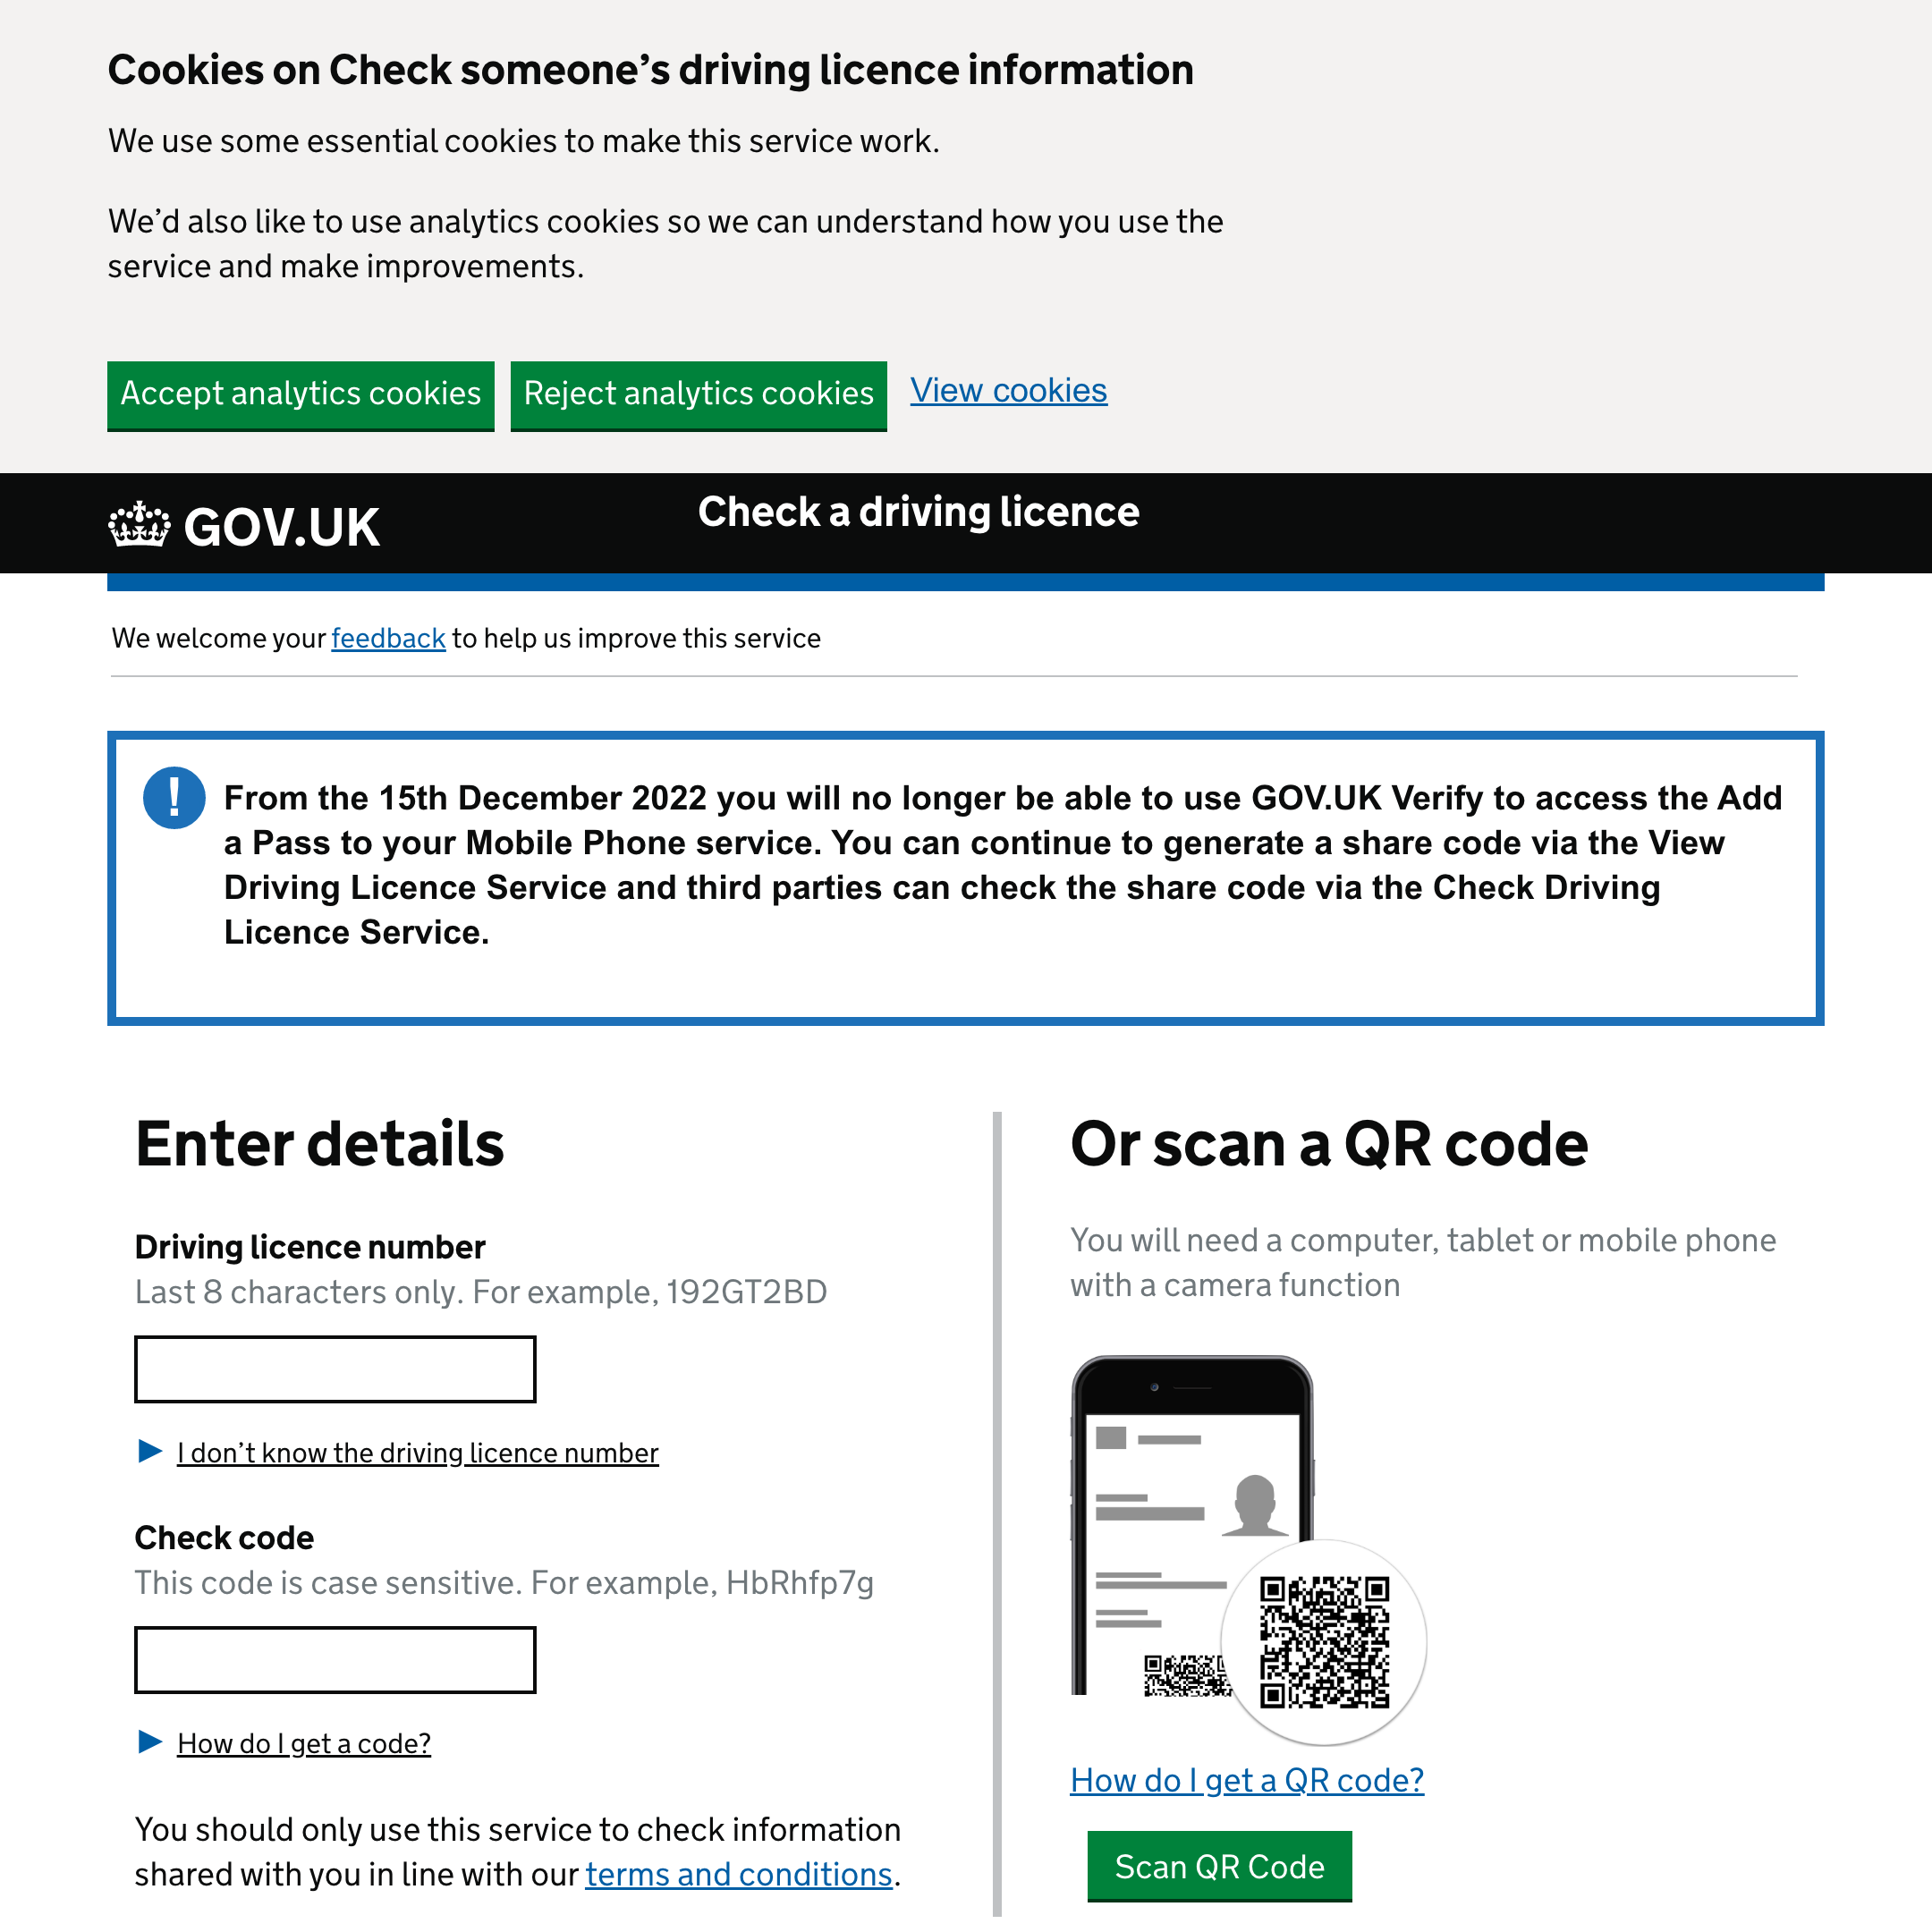 Cookies on Check someone’s driving licence information
We use some essential cookies to make this service work.
We’d also like to use analytics cookies so we can understand how you use the
service and make improvements.
Accept analytics cookies Reject analytics cookies View cookies
GOV.UK Check a driving licence
We welcome your feedback to help us improve this service
! From the 15th December 2022 you will no longer be able to use GOV.UK Verify to access the Add
a Pass to your Mobile Phone service. You can continue to generate a share code via the View
Driving Licence Service and third parties can check the share code via the Check Driving
Licence Service.
Enter details
Driving licence number
Last 8 characters only. For example, 192GT2BD
I don’t know the driving licence number
Check code
This code is case sensitive. For example, HbRhfp7g
How do I get a code?
You should only use this service to check information
shared with you in line with our terms and conditions.
Or scan a QR code
You will need a computer, tablet or mobile phone
with a camera function
How do I get a QR code?
Scan QR Code